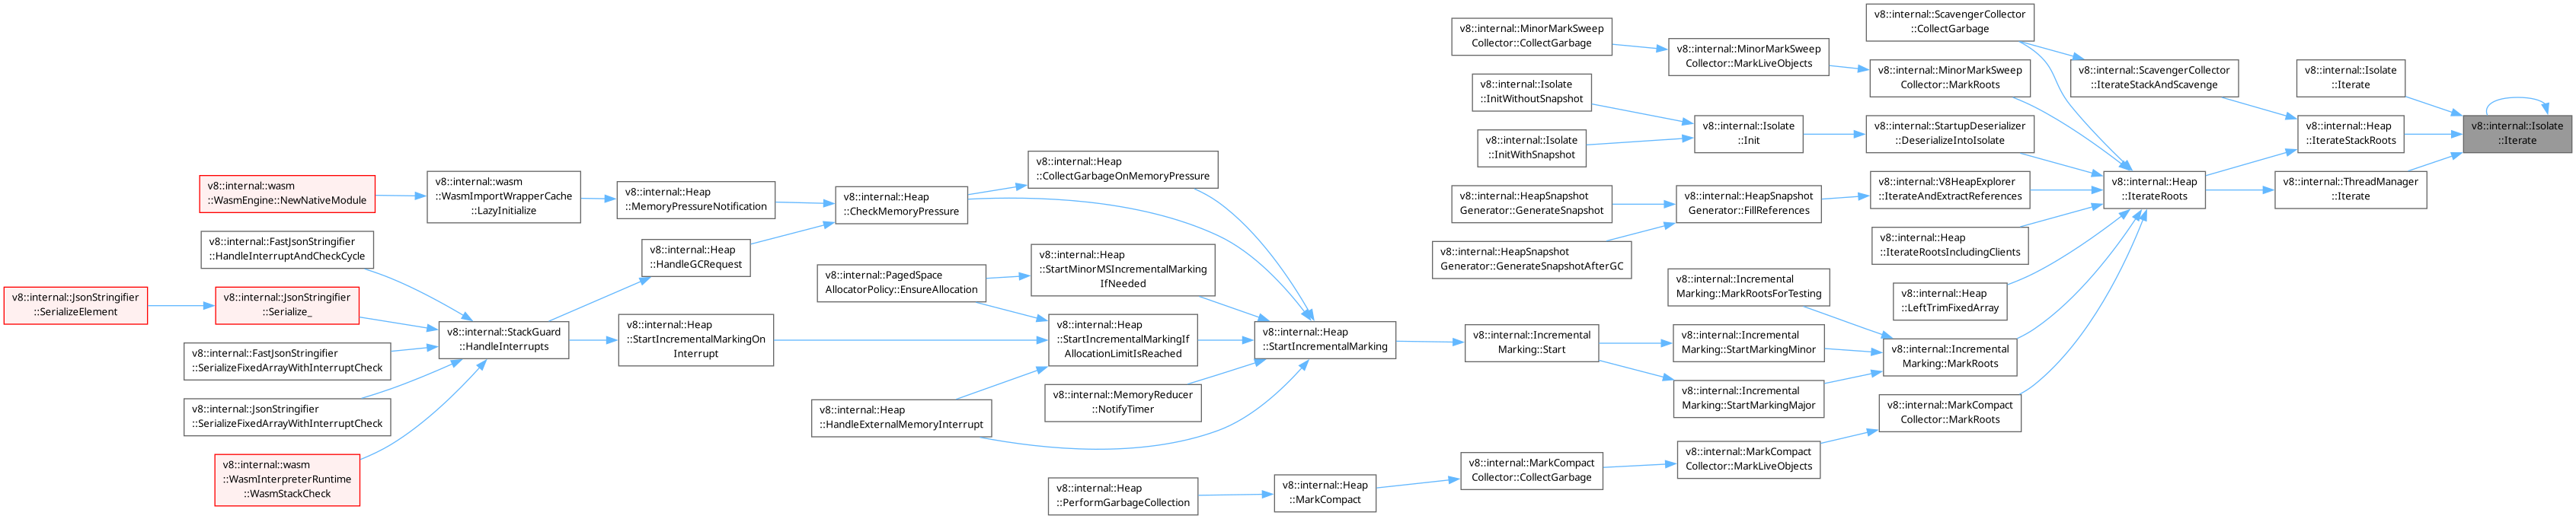 v8::internal::wasm
::WasmEngine::NewNativeModule
v8::internal::FastJsonStringifier
::HandleInterruptAndCheckCycle
v8::internal::JsonStringifier
::SerializeElement
v8::internal::JsonStringifier
::Serialize_
v8::internal::FastJsonStringifier
::SerializeFixedArrayWithInterruptCheck
v8::internal::JsonStringifier
::SerializeFixedArrayWithInterruptCheck
v8::internal::wasm
::WasmInterpreterRuntime
::WasmStackCheck
v8::internal::wasm
::WasmImportWrapperCache
::LazyInitialize
v8::internal::StackGuard
::HandleInterrupts
v8::internal::Heap
::MemoryPressureNotification
v8::internal::Heap
::HandleGCRequest
v8::internal::Heap
::StartIncrementalMarkingOn
Interrupt
v8::internal::Heap
::CheckMemoryPressure
v8::internal::PagedSpace
AllocatorPolicy::EnsureAllocation
v8::internal::Heap
::HandleExternalMemoryInterrupt
v8::internal::Heap
::CollectGarbageOnMemoryPressure
v8::internal::Heap
::StartMinorMSIncrementalMarking
IfNeeded
v8::internal::Heap
::StartIncrementalMarkingIf
AllocationLimitIsReached
v8::internal::MemoryReducer
::NotifyTimer
v8::internal::Heap
::PerformGarbageCollection
v8::internal::Heap
::StartIncrementalMarking
v8::internal::Heap
::MarkCompact
v8::internal::MinorMarkSweep
Collector::CollectGarbage
v8::internal::Isolate
::InitWithoutSnapshot
v8::internal::Isolate
::InitWithSnapshot
v8::internal::HeapSnapshot
Generator::GenerateSnapshot
v8::internal::HeapSnapshot
Generator::GenerateSnapshotAfterGC
v8::internal::Incremental
Marking::Start
v8::internal::MarkCompact
Collector::CollectGarbage
v8::internal::MinorMarkSweep
Collector::MarkLiveObjects
v8::internal::Isolate
::Init
v8::internal::HeapSnapshot
Generator::FillReferences
v8::internal::Incremental
Marking::MarkRootsForTesting
v8::internal::Incremental
Marking::StartMarkingMinor
v8::internal::Incremental
Marking::StartMarkingMajor
v8::internal::MarkCompact
Collector::MarkLiveObjects
v8::internal::ScavengerCollector
::CollectGarbage
v8::internal::MinorMarkSweep
Collector::MarkRoots
v8::internal::StartupDeserializer
::DeserializeIntoIsolate
v8::internal::V8HeapExplorer
::IterateAndExtractReferences
v8::internal::Heap
::IterateRootsIncludingClients
v8::internal::Heap
::LeftTrimFixedArray
v8::internal::Incremental
Marking::MarkRoots
v8::internal::MarkCompact
Collector::MarkRoots
v8::internal::ScavengerCollector
::IterateStackAndScavenge
v8::internal::Heap
::IterateRoots
v8::internal::Isolate
::Iterate
v8::internal::Heap
::IterateStackRoots
v8::internal::ThreadManager
::Iterate
v8::internal::Isolate
::Iterate